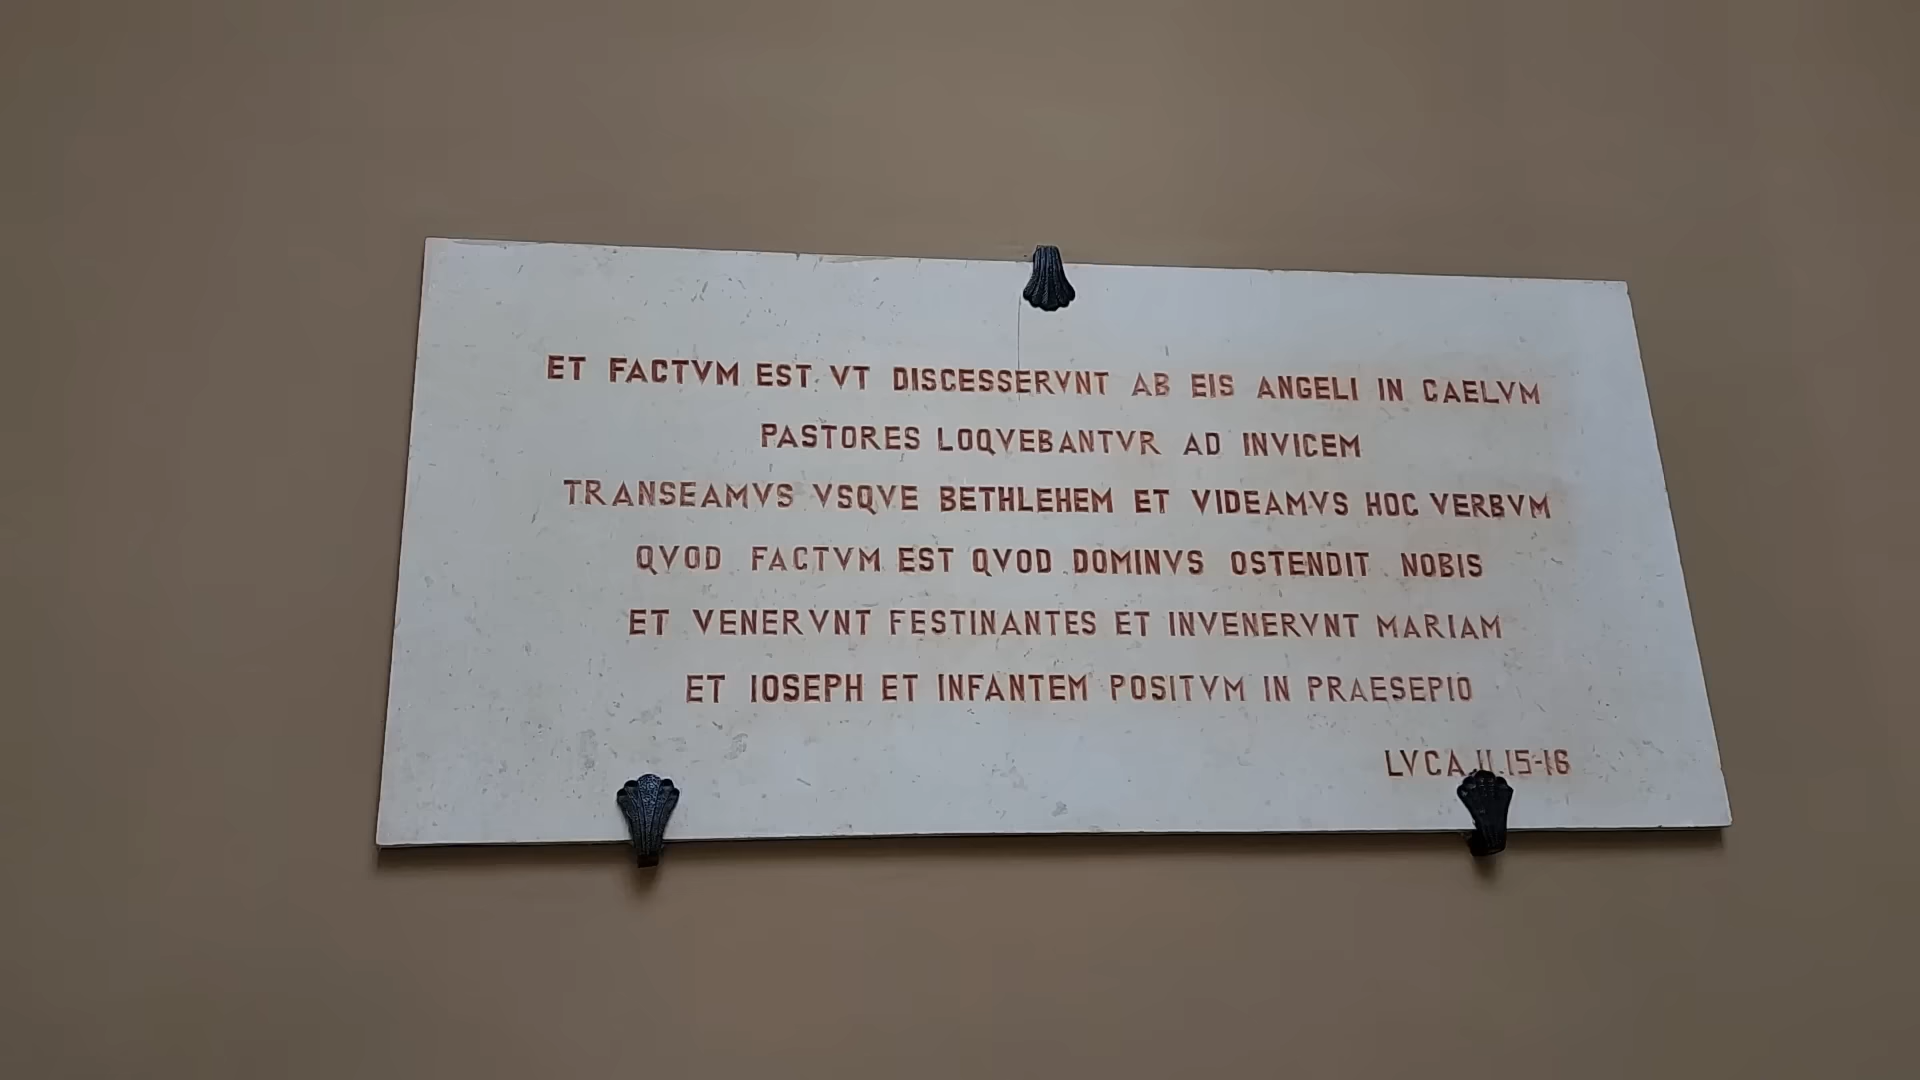 ET FACTVM EST VT DISCESSERVNT AB EIS ANGELI IN CAELVM
PASTORES LOQVEBANTVR AD INVICEM
TRANSEAMVS VSQVE BETHLEHEM ET VIDEAMVS HOC VERBVM
QVOD FACTVM EST QVOD DOMINVS OSTENDIT NOBIS
ET VENERVNT FESTINANTES ET INVENERVNT MARIAM
ET IOSEPH ET INFANTEM POSITVM IN PRAESEPIO
LVCA II.15-16